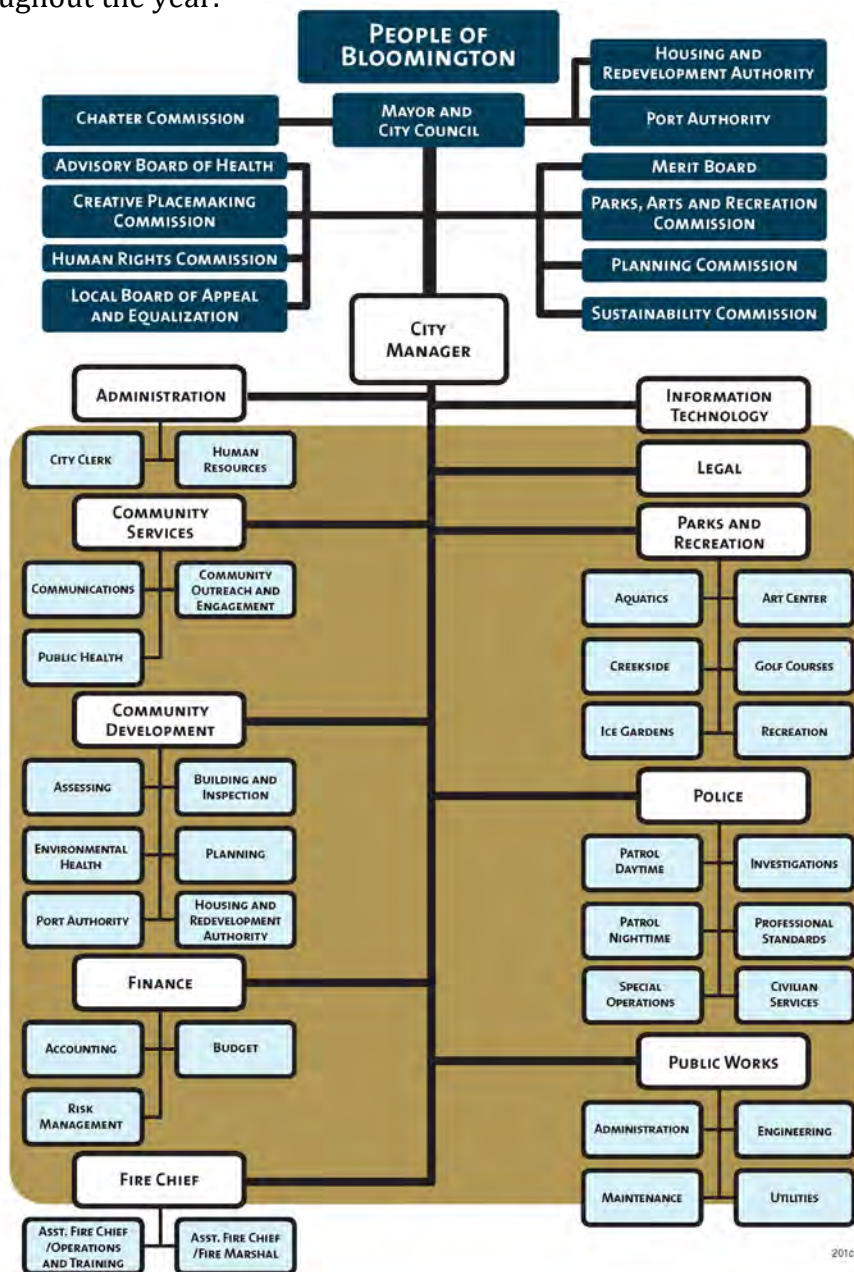 ughout the year.
PEOPLE OF
BLOOMINGTON
HOUSING AND
REDEVELOPMENT AUTHORITY
CHARTER COMMISSION
MAYOR AND
CITY COUNCIL
PORT AUTHORITY
ADVISORY BOARD OF HEALTH
CREATIVE PLACEMAKING
COMMISSION
HUMAN RIGHTS COMMISSION
LOCAL BOARD OF APPEAL
AND EQUALIZATION
MERIT BOARD
PARKS, ARTS AND RECREATION
COMMISSION
PLANNING COMMISSION
SUSTAINABILITY COMMISSION
CITY
MANAGER
ADMINISTRATION
CITY CLERK
HUMAN
RESOURCES
COMMUNITY
SERVICES
COMMUNICATIONS
COMMUNITY
OUTREACH AND
ENGAGEMENT
PUBLIC HEALTH
COMMUNITY
DEVELOPMENT
ASSESSING
BUILDING AND
INSPECTION
ENVIRONMENTAL
HEALTH
PLANNING
PORT AUTHORITY
HOUSING AND
REDEVELOPMENT
AUTHORITY
FINANCE
ACCOUNTING
BUDGET
RISK
MANAGEMENT
FIRE CHIEF
ASST. FIRE CHIEF
/OPERATIONS
AND TRAINING
ASST. FIRE CHIEF
/FIRE MARSHAL
INFORMATION
TECHNOLOGY
LEGAL
PARKS AND
RECREATION
AQUATICS
ART CENTER
CREEKSIDE
GOLF COURSES
ICE GARDENS
RECREATION
POLICE
PATROL
DAYTIME
INVESTIGATIONS
PATROL
NIGHTTIME
PROFESSIONAL
STANDARDS
SPECIAL
OPERATIONS
CIVILIAN
SERVICES
PUBLIC WORKS
ADMINISTRATION
ENGINEERING
MAINTENANCE
UTILITIES